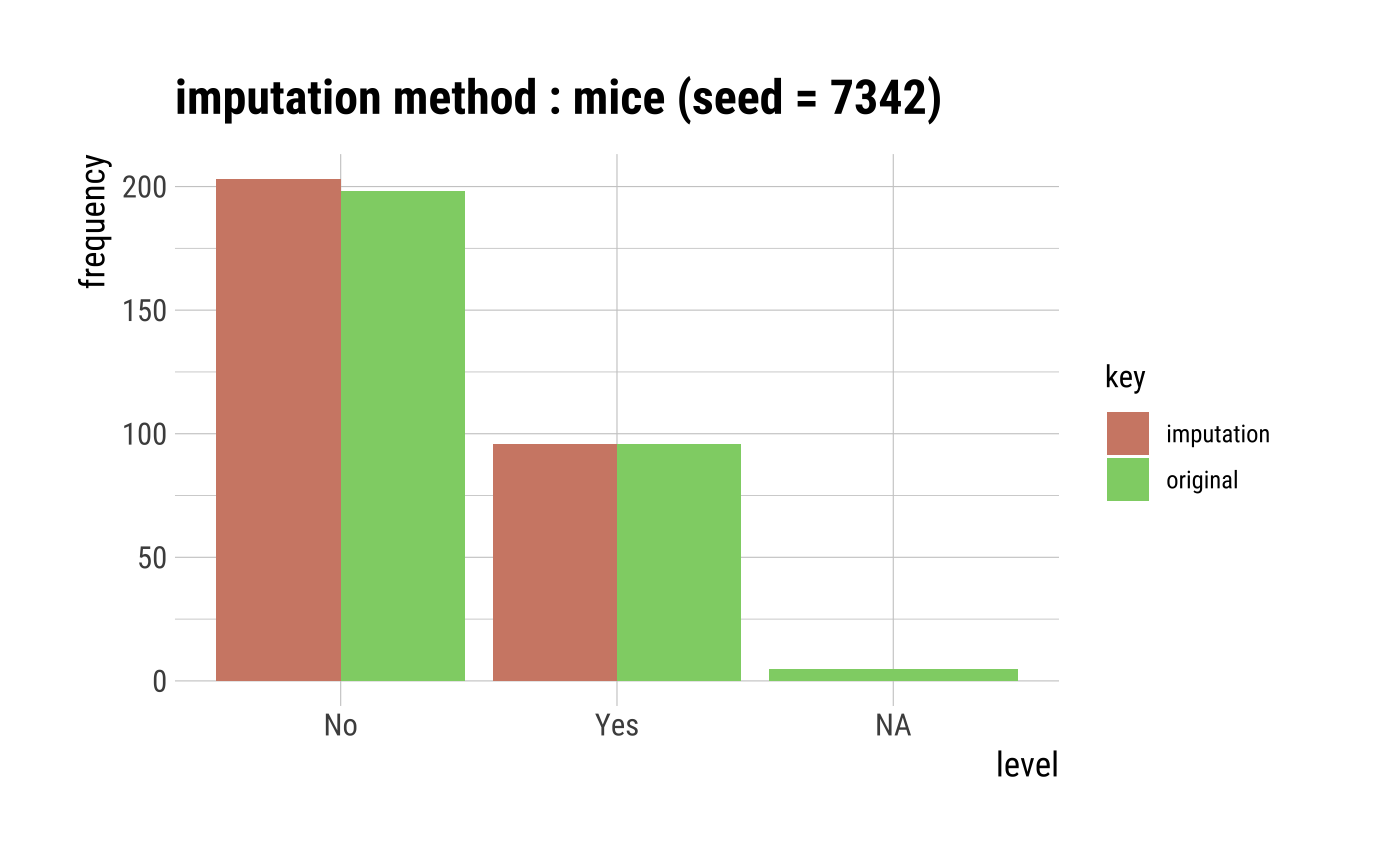 imputation method : mice (seed = 7342)
frequency
200
150
100
50
0
No Yes NA
level
key
imputation
original